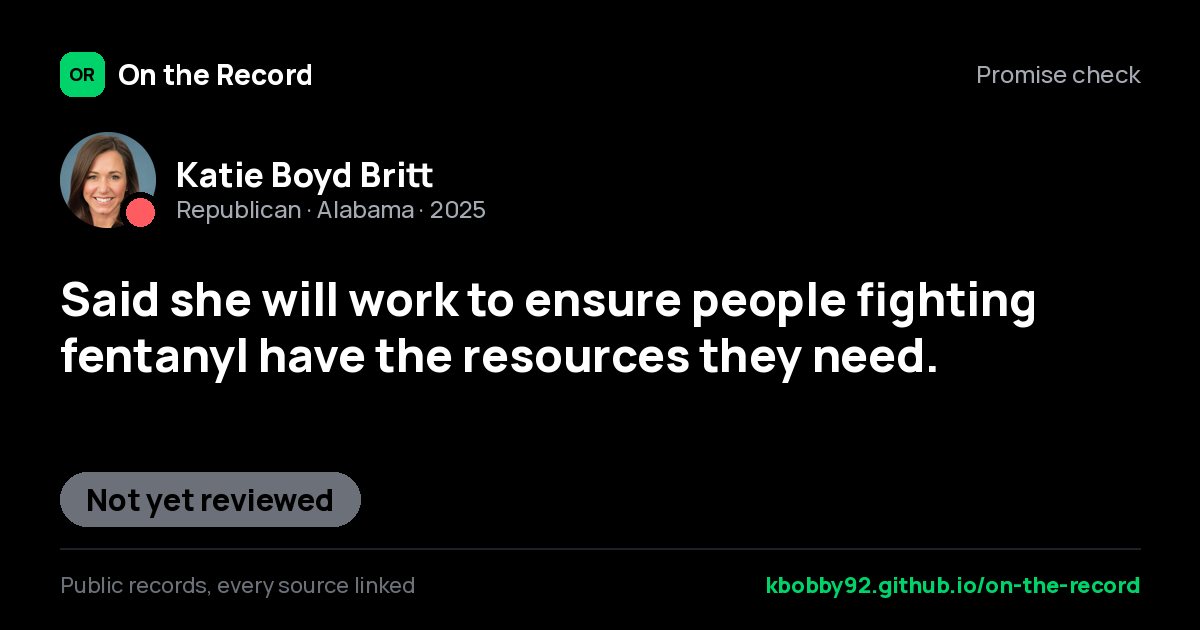 OR On the Record
Promise check
Katie Boyd Britt
Republican · Alabama · 2025
Said she will work to ensure people fighting
fentanyl have the resources they need.
Not yet reviewed
Public records, every source linked
kbobby92.github.io/on-the-record